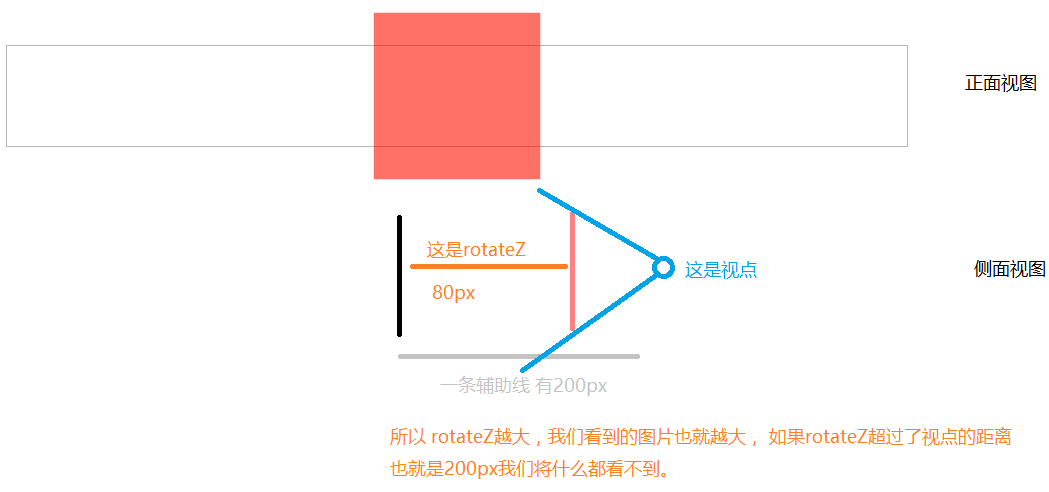 正面视图
这是rotateZ
80px
这是视点
侧面视图
一条辅助线 有200px
所以 rotateZ越大，我们看到的图片也就越大， 如果rotateZ超过了视点的距离
也就是200px我们将什么都看不到。